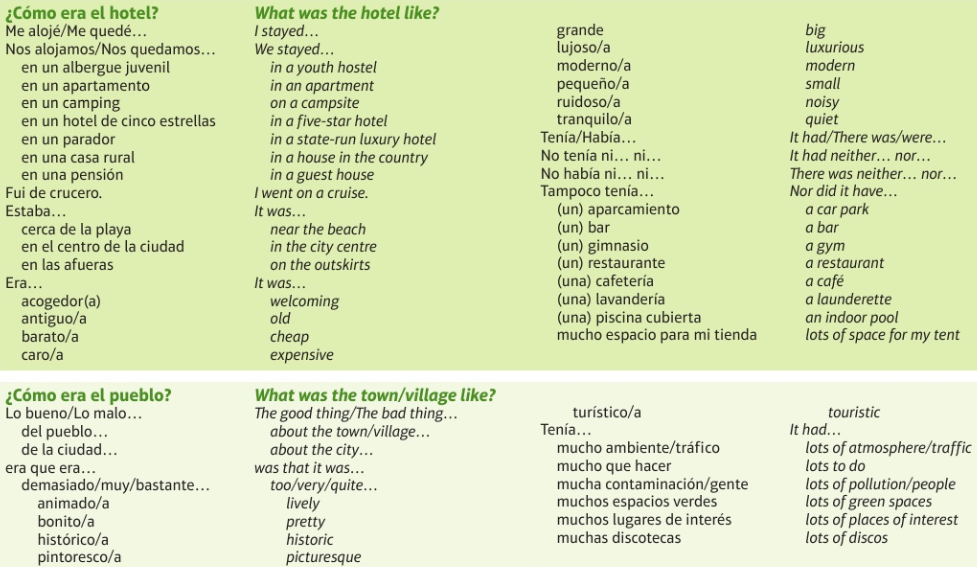 ¿Cómo era el hotel? What was the hotel like?
Me alojé/Me quedé… I stayed…
Nos alojamos/Nos quedamos… We stayed…
en un albergue juvenil in a youth hostel
en un apartamento in an apartment
en un camping on a campsite
en un hotel de cinco estrellas in a five-star hotel
en un parador in a state-run luxury hotel
en una casa rural in a house in the country
en una pensión in a guest house
Fui de crucero. I went on a cruise.
Estaba… It was…
cerca de la playa near the beach
en el centro de la ciudad in the city centre
en las afueras on the outskirts
Era… It was…
acogedor(a) welcoming
antiguo/a old
barato/a cheap
caro/a expensive
grande big
lujoso/a luxurious
moderno/a modern
pequeño/a small
ruidoso/a noisy
tranquilo/a quiet
Tenía/Había… It had/There was/were…
No tenía ni… ni… It had neither… nor…
No había ni… ni… There was neither… nor…
Tampoco tenía… Nor did it have…
(un) aparcamiento a car park
(un) bar a bar
(un) gimnasio a gym
(un) restaurante a restaurant
(una) cafetería a café
(una) lavandería a launderette
(una) piscina cubierta an indoor pool
mucho espacio para mi tienda lots of space for my tent
¿Cómo era el pueblo? What was the town/village like?
Lo bueno/Lo malo… The good thing/The bad thing…
del pueblo… about the town/village…
de la ciudad… about the city…
era que era… was that it was…
demasiado/muy/bastante… too/very/quite…
animado/a lively
bonito/a pretty
histórico/a historic
pintoresco/a picturesque
turístico/a touristic
Tenía… It had…
mucho ambiente/tráfico lots of atmosphere/traffic
mucho que hacer lots to do
mucha contaminación/gente lots of pollution/people
muchos espacios verdes lots of green spaces
muchos lugares de interés lots of places of interest
muchas discotecas lots of discos